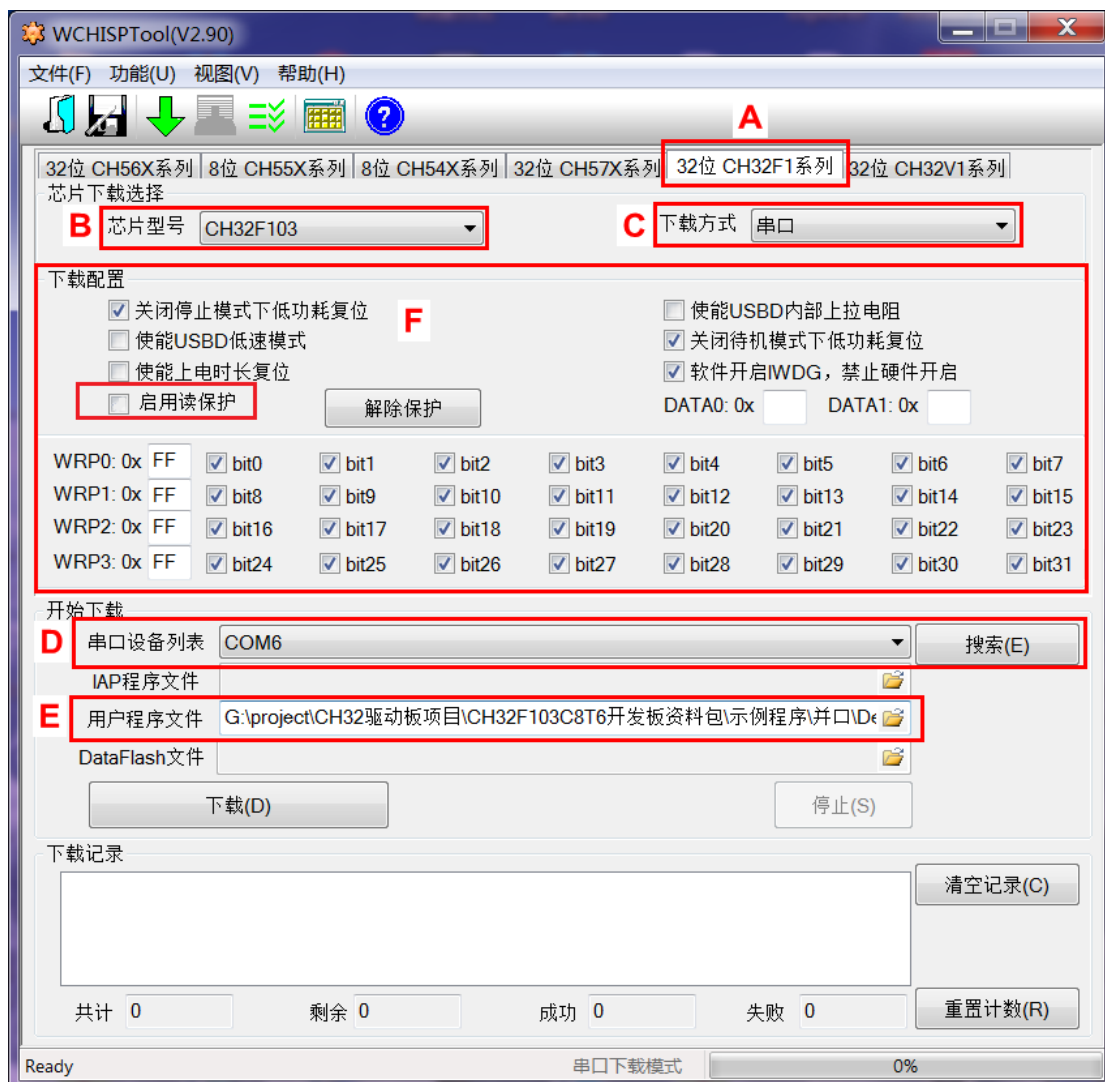 WCHISPTool(V2.90)
文件(F) 功能(U) 视图(V) 帮助(H)
A
32位 CH56X系列 8位 CH55X系列 8位 CH54X系列 32位 CH57X系列 32位 CH32F1系列 32位 CH32V1系列
芯片下载选择
B 芯片型号 CH32F103 C 下载方式 串口
下载配置
关闭停止模式下低功耗复位 F 使能USBD内部上拉电阻
使能USBD低速模式 关闭待机模式下低功耗复位
使能上电时长复位 软件开启IWDG，禁止硬件开启
启用读保护 解除保护 DATA0: 0x DATA1: 0x
WRP0: 0x FF bit0 bit1 bit2 bit3 bit4 bit5 bit6 bit7
WRP1: 0x FF bit8 bit9 bit10 bit11 bit12 bit13 bit14 bit15
WRP2: 0x FF bit16 bit17 bit18 bit19 bit20 bit21 bit22 bit23
WRP3: 0x FF bit24 bit25 bit26 bit27 bit28 bit29 bit30 bit31
开始下载
D 串口设备列表 COM6 搜索(E)
IAP程序文件
E 用户程序文件 G:\project\CH32驱动板项目\CH32F103C8T6开发板资料包\示例程序\并口\De
DataFlash文件
下载(D) 停止(S)
下载记录
清空记录(C)
共计 0 剩余 0 成功 0 失败 0 重置计数(R)
Ready 串口下载模式 0%